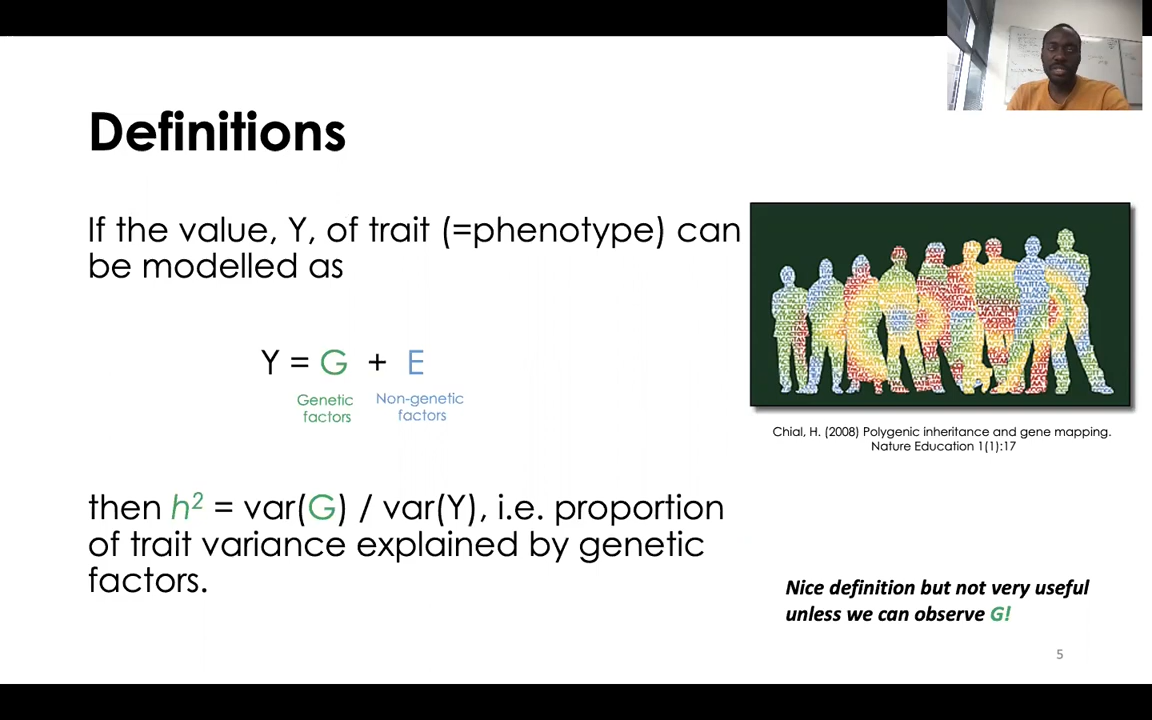 Definitions
If the value, Y, of trait (=phenotype) can
be modelled as
Y = G + E
Genetic
factors
Non-genetic
factors
then h² = var(G) / var(Y), i.e. proportion
of trait variance explained by genetic
factors.
Chial, H. (2008) Polygenic inheritance and gene mapping.
Nature Education 1(1):17
Nice definition but not very useful
unless we can observe G!
5